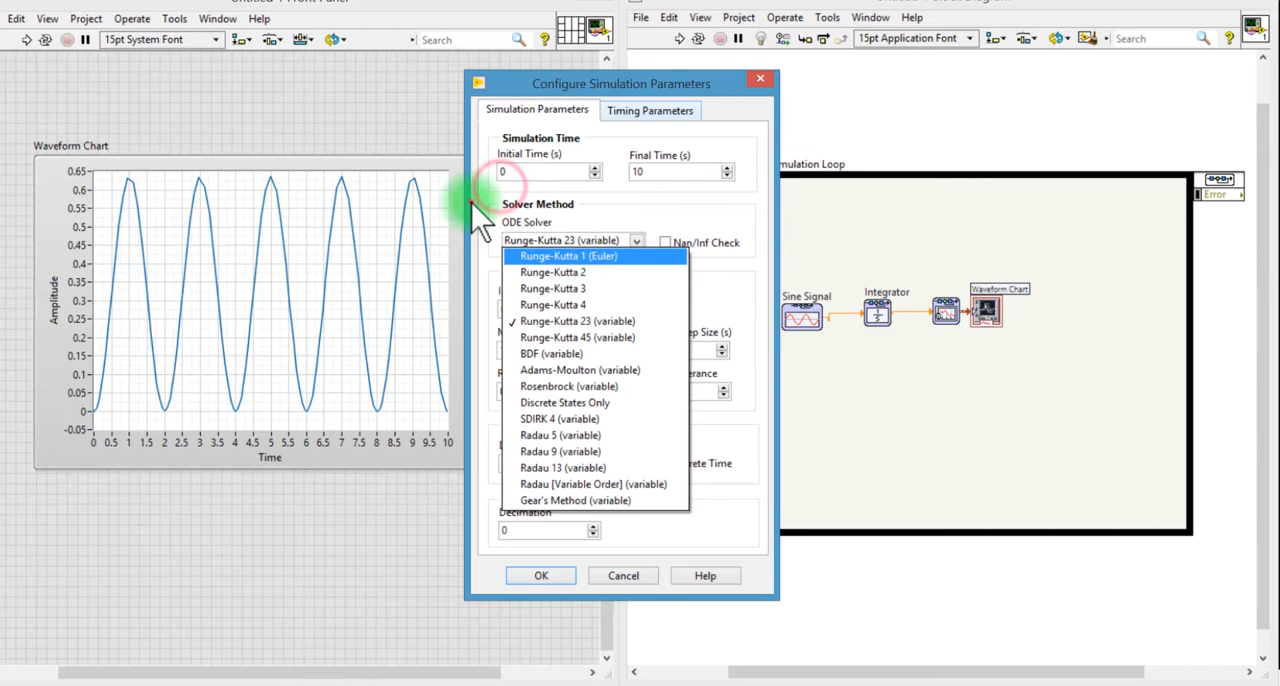 Edit View Project Operate Tools Window Help
15pt System Font
Search
?
1
File Edit View Project Operate Tools Window Help
15pt Application Font
Search
?
1
Waveform Chart
Amplitude
0.65
0.6
0.55
0.5
0.45
0.4
0.35
0.3
0.25
0.2
0.15
0.1
0.05
0
-0.05
0 0.5 1 1.5 2 2.5 3 3.5 4 4.5 5 5.5 6 6.5 7 7.5 8 8.5 9 9.5 10
Time
Configure Simulation Parameters
Simulation Parameters Timing Parameters
Simulation Time
Initial Time (s) Final Time (s)
0 10
Solver Method
ODE Solver
Runge-Kutta 23 (variable) Nan/Inf Check
Runge-Kutta 1 (Euler)
Runge-Kutta 2
Runge-Kutta 3
Runge-Kutta 4
✓ Runge-Kutta 23 (variable)
Runge-Kutta 45 (variable)
BDF (variable)
Adams-Moulton (variable)
Rosenbrock (variable)
Discrete States Only
SDIRK 4 (variable)
Radau 5 (variable)
Radau 9 (variable)
Radau 13 (variable)
Radau [Variable Order] (variable)
Gear's Method (variable)
ep Size (s)
erance
rete Time
Decimation
0
OK Cancel Help
mulation Loop
Error
Sine Signal
Integrator
Waveform Chart